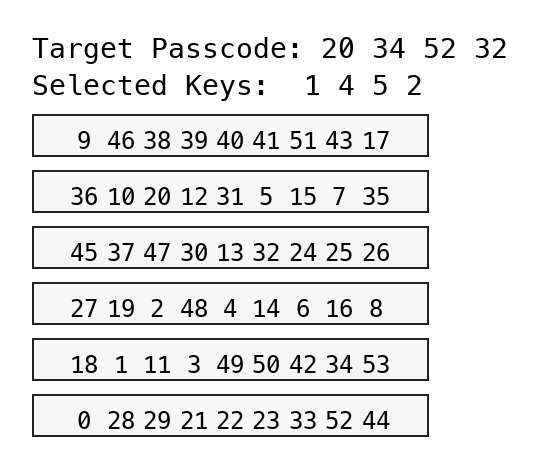 Target Passcode: 20 34 52 32
Selected Keys: 1 4 5 2
9 46 38 39 40 41 51 43 17
36 10 20 12 31 5 15 7 35
45 37 47 30 13 32 24 25 26
27 19 2 48 4 14 6 16 8
18 1 11 3 49 50 42 34 53
0 28 29 21 22 23 33 52 44